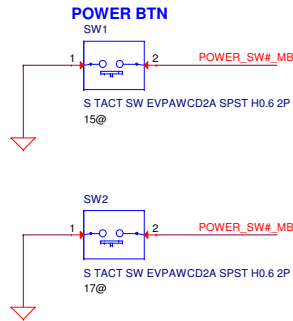 POWER BTN
SW1
1
2
POWER_SW#_MB
S TACT SW EVPAWCD2A SPST H0.6 2P
15@
SW2
1
2
POWER_SW#_MB
S TACT SW EVPAWCD2A SPST H0.6 2P
17@